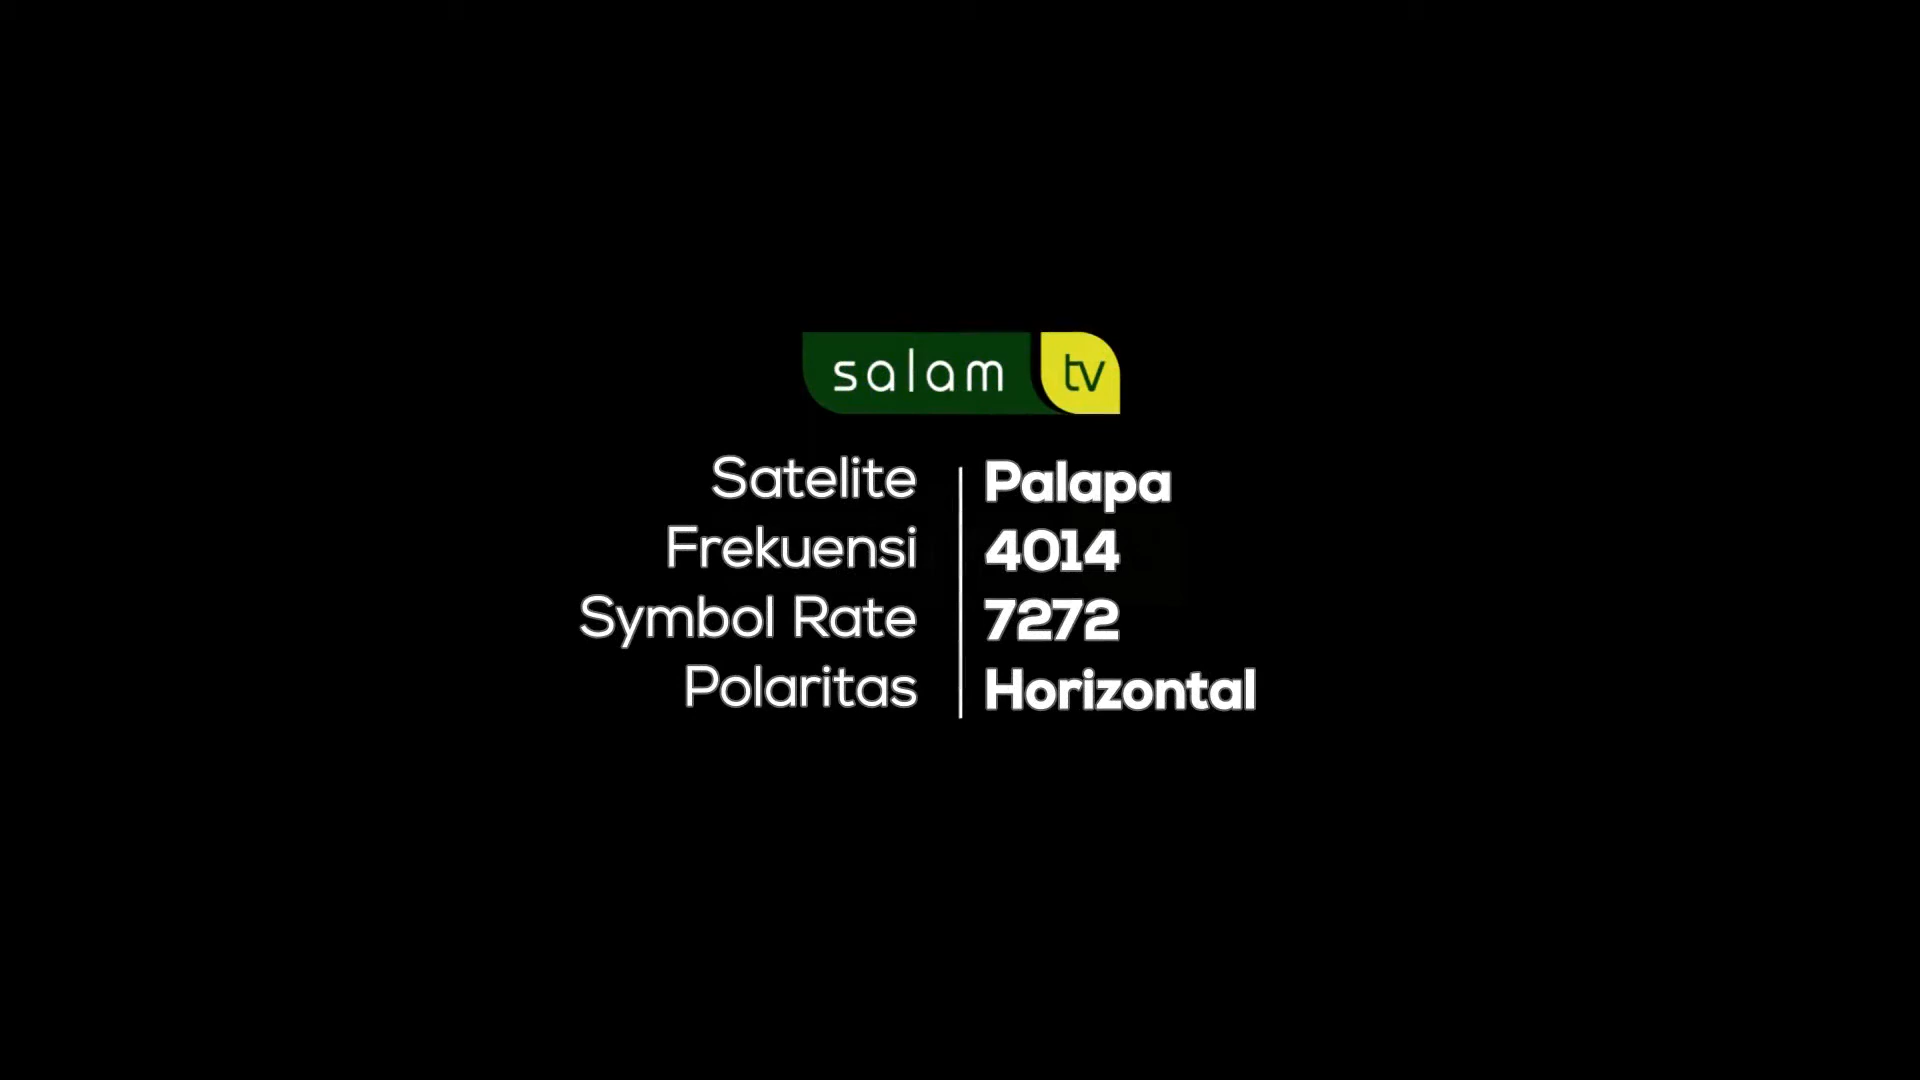 salam tv
Satelite Palapa
Frekuensi 4014
Symbol Rate 7272
Polaritas Horizontal